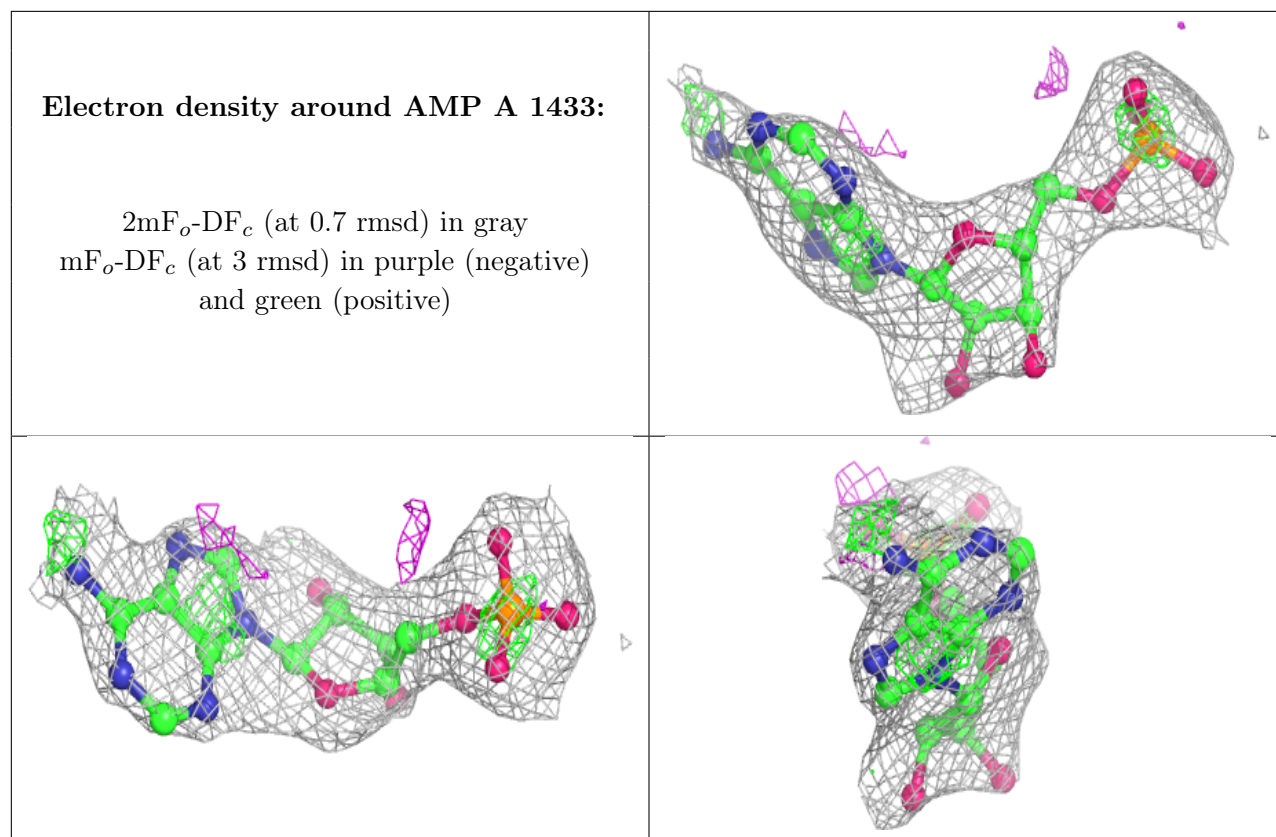 Electron density around AMP A 1433:
2mFₒ-DF𝒸 (at 0.7 rmsd) in gray
mFₒ-DF𝒸 (at 3 rmsd) in purple (negative)
and green (positive)